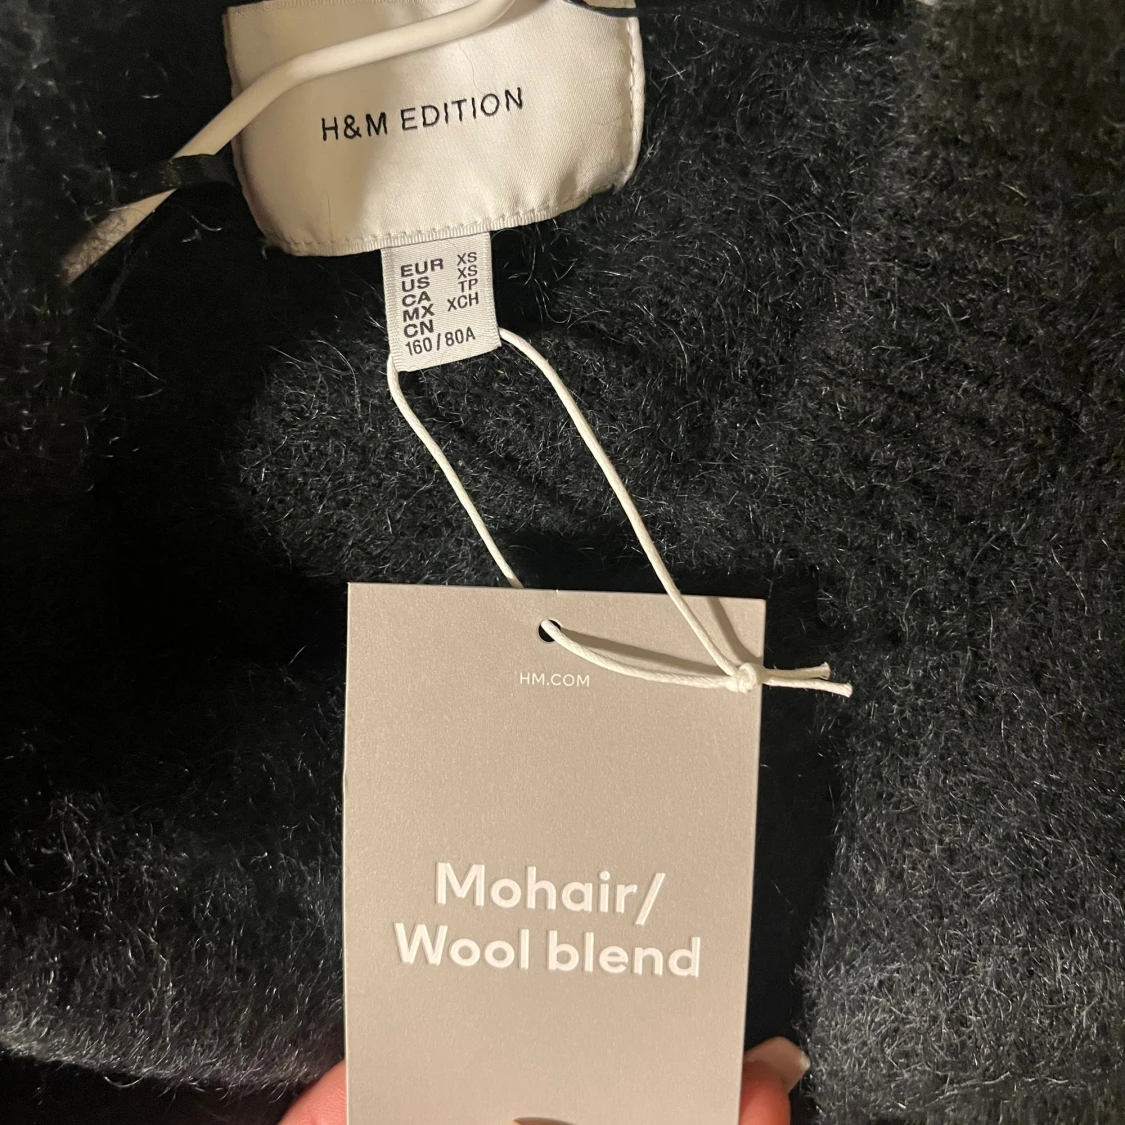 H&M EDITION
EUR XS
US XS
CA TP
MX XCH
CN
160/80A
HM.COM
Mohair/
Wool blend